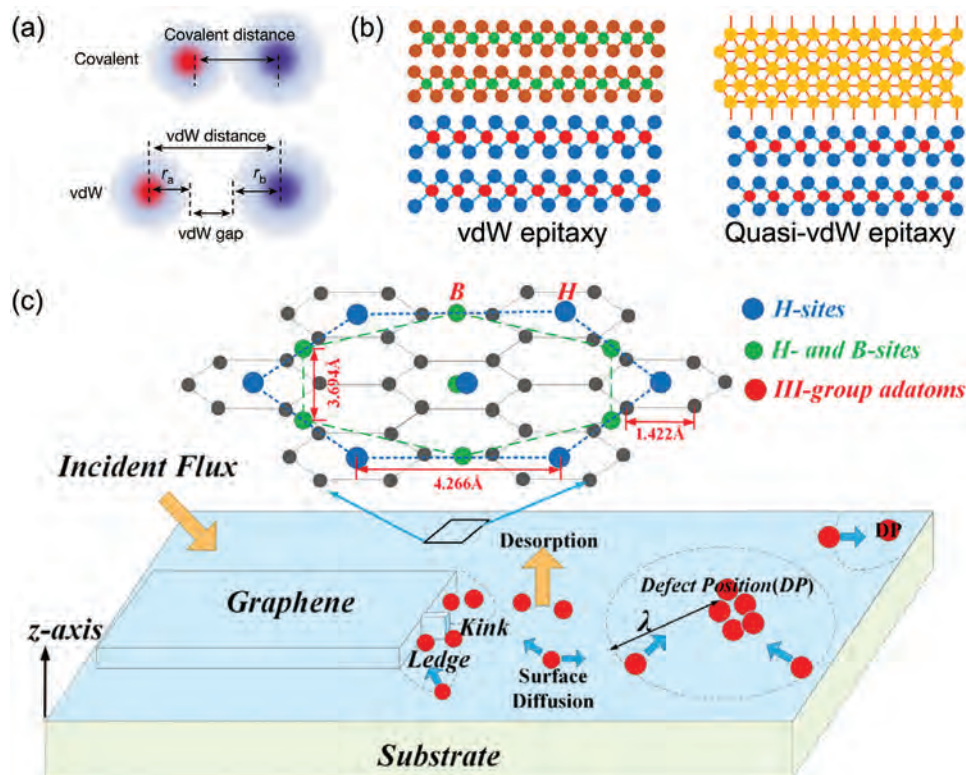 (a)
Covalent distance
Covalent
vdW distance
vdW
ra
rb
vdW gap
(b)
vdW epitaxy
Quasi-vdW epitaxy
(c)
B
H
H-sites
H- and B-sites
III-group adatoms
3.694Å
1.422Å
4.266Å
Incident Flux
Desorption
DP
Defect Position(DP)
Graphene
λ
z-axis
Kink
Ledge
Surface
Diffusion
Substrate